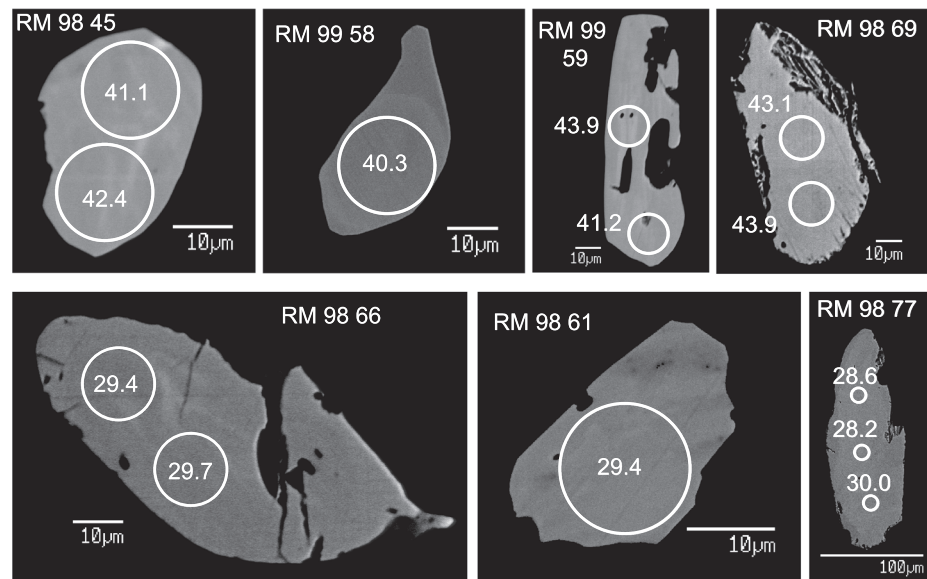 RM 98 45
41.1
42.4
10µm
RM 99 58
40.3
10µm
RM 99
59
43.9
41.2
10µm
RM 98 69
43.1
43.9
10µm
RM 98 66
29.4
29.7
10µm
RM 98 61
29.4
10µm
RM 98 77
28.6
28.2
30.0
100µm